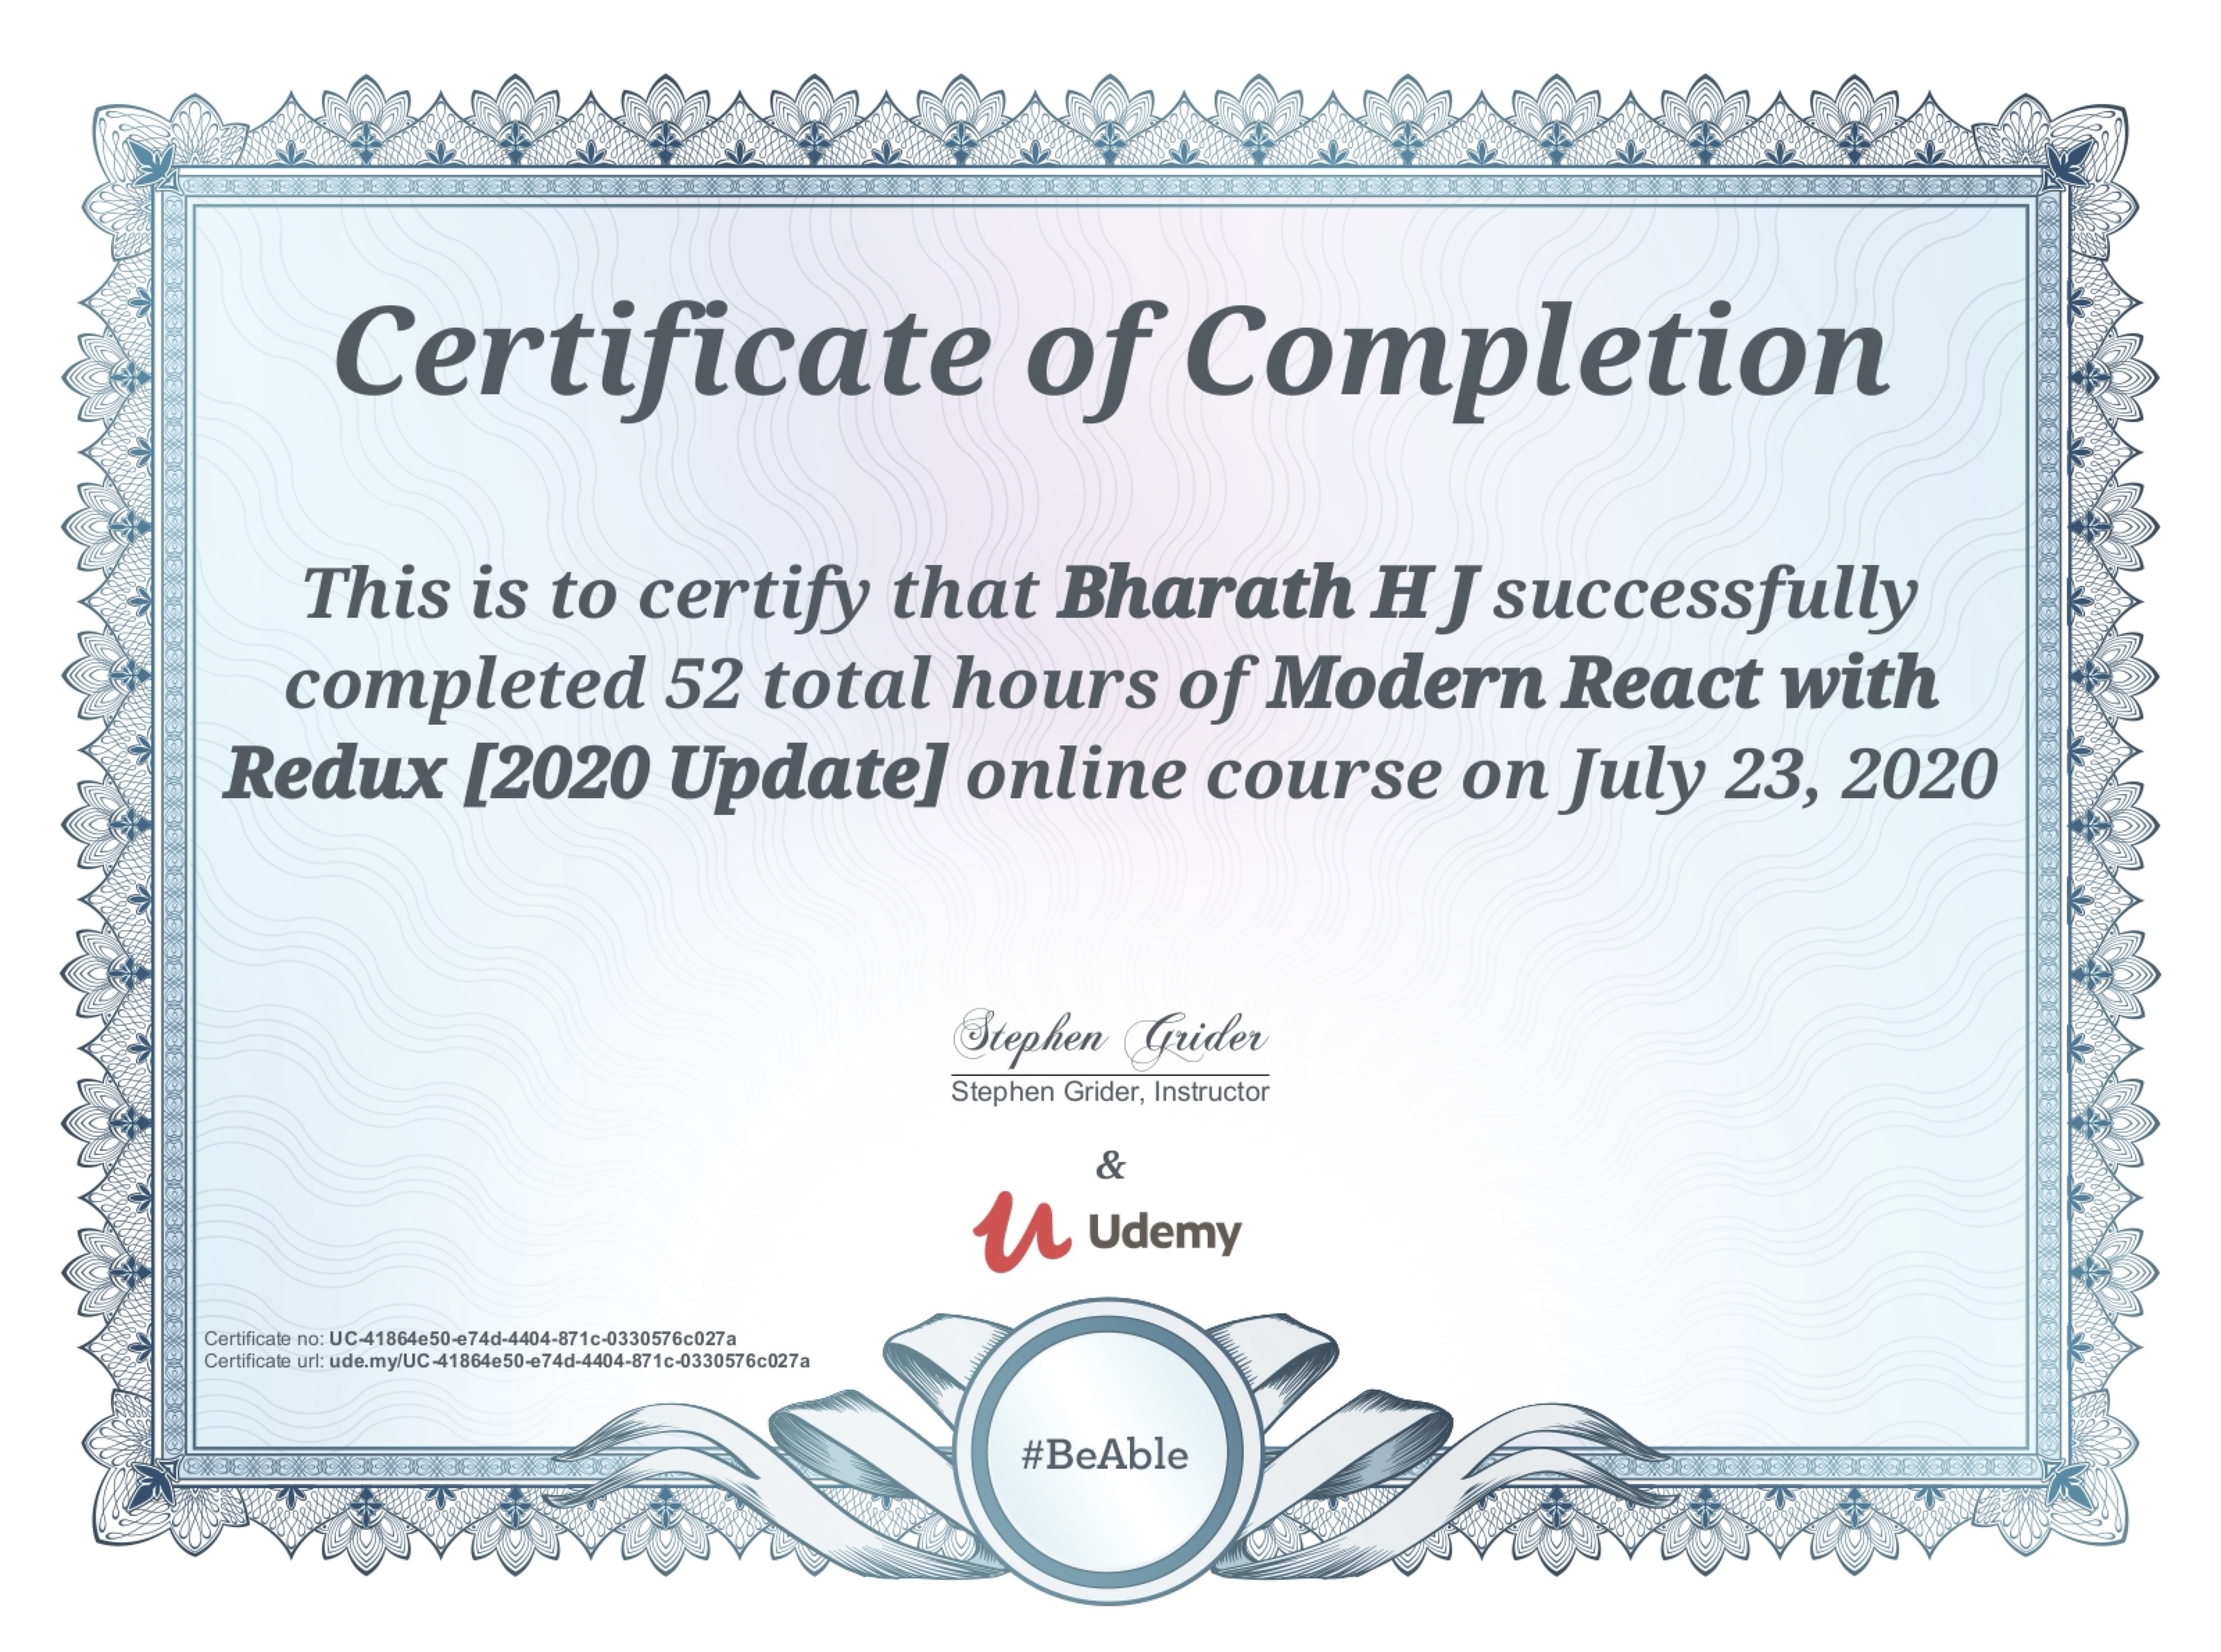 Certificate of Completion
This is to certify that Bharath H J successfully
completed 52 total hours of Modern React with
Redux [2020 Update] online course on July 23, 2020
Stephen Grider
Stephen Grider, Instructor
&
Udemy
Certificate no: UC-41864e50-e74d-4404-871c-0330576c027a
Certificate url: ude.my/UC-41864e50-e74d-4404-871c-0330576c027a
#BeAble